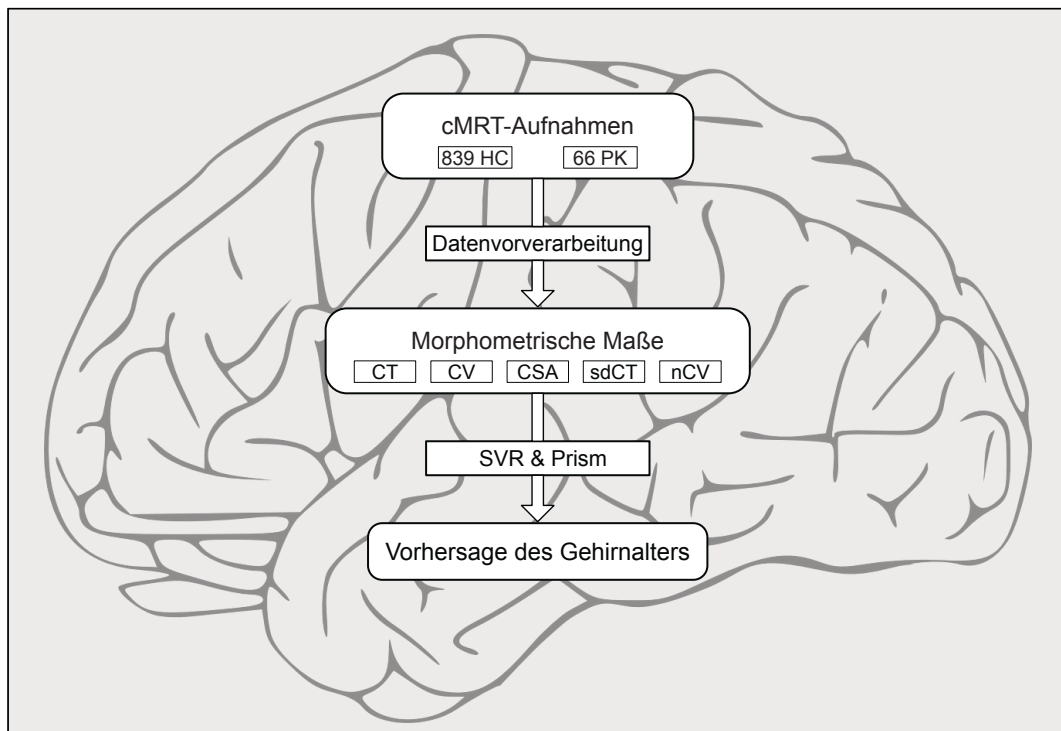 cMRT-Aufnahmen
839 HC 66 PK
Datenvorverarbeitung
Morphometrische Maße
CT CV CSA sdCT nCV
SVR & Prism
Vorhersage des Gehirnalters